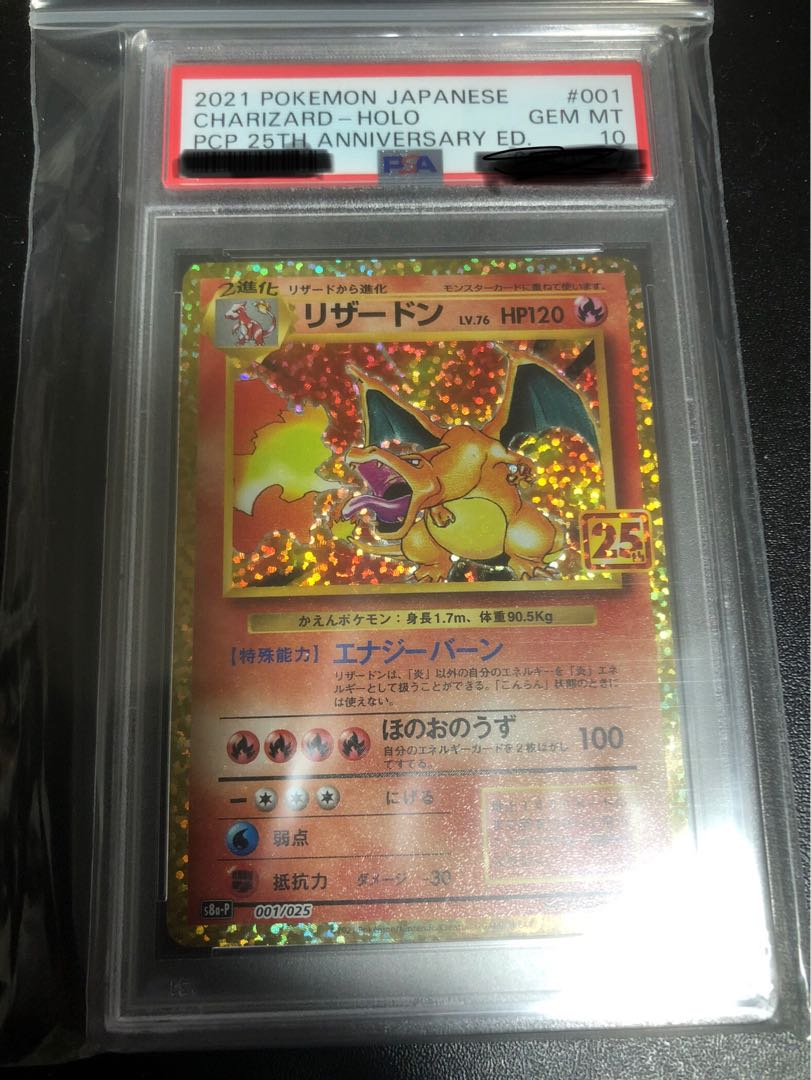 2021 POKEMON JAPANESE #001
CHARIZARD-HOLO GEM MT
PCP 25TH ANNIVERSARY ED. 10
PSA
2進化 リザードから進化 モンスターカードに重ねて使います。
リザードン LV.76 HP120
25th
かえんポケモン：身長1.7m、体重90.5Kg
【特殊能力】エナジーバーン
リザードンは、「炎」以外の自分のエネルギーを「炎」エネ
ルギーとして扱うことができる。「こんらん」状態のときに
は使えない。
ほのおのうず 100
自分のエネルギーカードを2枚はがし
てすてる。
にげる
弱点
抵抗力 ダメージ -30
s8a-P 001/025